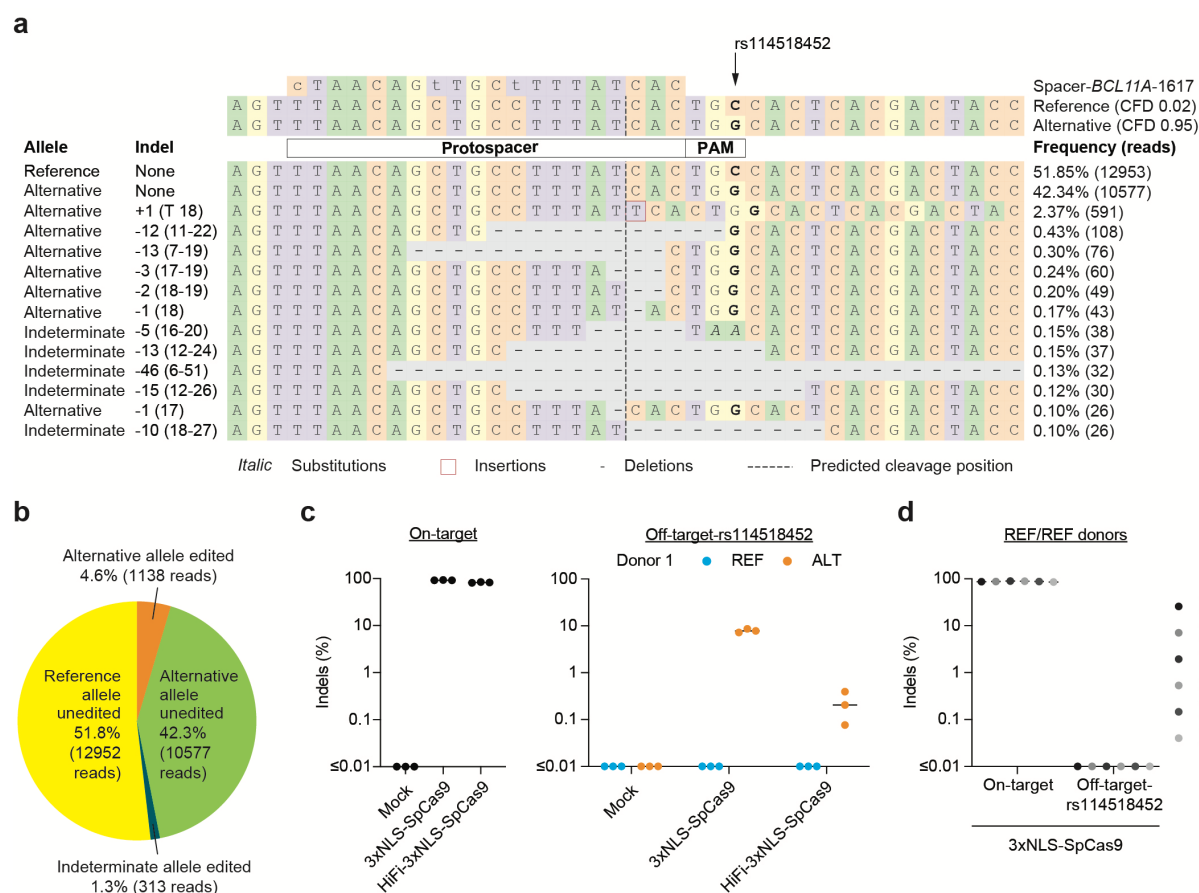 a
rs114518452
c T A A C A G t T G C t T T T A T C A C Spacer-BCL11A-1617
A G T T T A A C A G C T G C C T T T A T C A C T G C C A C T C A C G A C T A C C Reference (CFD 0.02)
A G T T T A A C A G C T G C C T T T A T C A C T G G C A C T C A C G A C T A C C Alternative (CFD 0.95)
Allele Indel Protospacer PAM Frequency (reads)
Reference None A G T T T A A C A G C T G C C T T T A T C A C T G C C A C T C A C G A C T A C C 51.85% (12953)
Alternative None A G T T T A A C A G C T G C C T T T A T C A C T G G C A C T C A C G A C T A C C 42.34% (10577)
Alternative +1 (T 18) A G T T T A A C A G C T G C C T T T A T T C A C T G G C A C T C A C G A C T A C 2.37% (591)
Alternative -12 (11-22) A G T T T A A C A G C T G - - - - - - - - - - - - G C A C T C A C G A C T A C C 0.43% (108)
Alternative -13 (7-19) A G T T T A A C A - - - - - - - - - - - - - C T G G C A C T C A C G A C T A C C 0.30% (76)
Alternative -3 (17-19) A G T T T A A C A G C T G C C T T T A - - - C T G G C A C T C A C G A C T A C C 0.24% (60)
Alternative -2 (18-19) A G T T T A A C A G C T G C C T T T A T - - C T G G C A C T C A C G A C T A C C 0.20% (49)
Alternative -1 (18) A G T T T A A C A G C T G C C T T T A T - A C T G G C A C T C A C G A C T A C C 0.17% (43)
Indeterminate -5 (16-20) A G T T T A A C A G C T G C C T T T - - - - - T A A C A C T C A C G A C T A C C 0.15% (38)
Indeterminate -13 (12-24) A G T T T A A C A G C T G C - - - - - - - - - - - - - A C T C A C G A C T A C C 0.15% (37)
Indeterminate -46 (6-51) A G T T T A A C - - - - - - - - - - - - - - - - - - - - - - - - - - - - - - - - 0.13% (32)
Indeterminate -15 (12-26) A G T T T A A C A G C T G C - - - - - - - - - - - - - - - T C A C G A C T A C C 0.12% (30)
Alternative -1 (17) A G T T T A A C A G C T G C C T T T A - C A C T G G C A C T C A C G A C T A C C 0.10% (26)
Indeterminate -10 (18-27) A G T T T A A C A G C T G C C T T T A T - - - - - - - - - - C A C G A C T A C C 0.10% (26)
Italic Substitutions Insertions - Deletions Predicted cleavage position
b
Alternative allele edited
4.6% (1138 reads)
Reference
allele
unedited
51.8%
(12952
reads)
Alternative
allele
unedited
42.3%
(10577
reads)
Indeterminate allele edited
1.3% (313 reads)
c
On-target
Indels (%)
100
10
1
0.1
≤0.01
Mock
3xNLS-SpCas9
HiFi-3xNLS-SpCas9
Off-target-rs114518452
Donor 1 REF ALT
Indels (%)
100
10
1
0.1
≤0.01
Mock
3xNLS-SpCas9
HiFi-3xNLS-SpCas9
d
REF/REF donors
Indels (%)
100
10
1
0.1
≤0.01
On-target
Off-target-
rs114518452
3xNLS-SpCas9